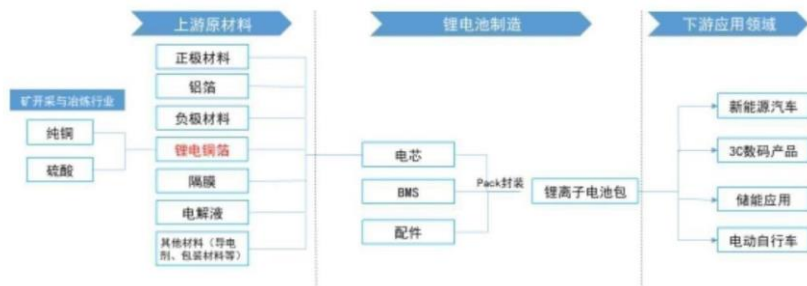 上游原材料
锂电池制造
下游应用领域
矿开采与冶炼行业
纯铜
硫酸
正极材料
铝箔
负极材料
锂电铜箔
隔膜
电解液
其他材料（导电
剂、包装材料等）
电芯
BMS
配件
Pack封装
锂离子电池包
新能源汽车
3C数码产品
储能应用
电动自行车